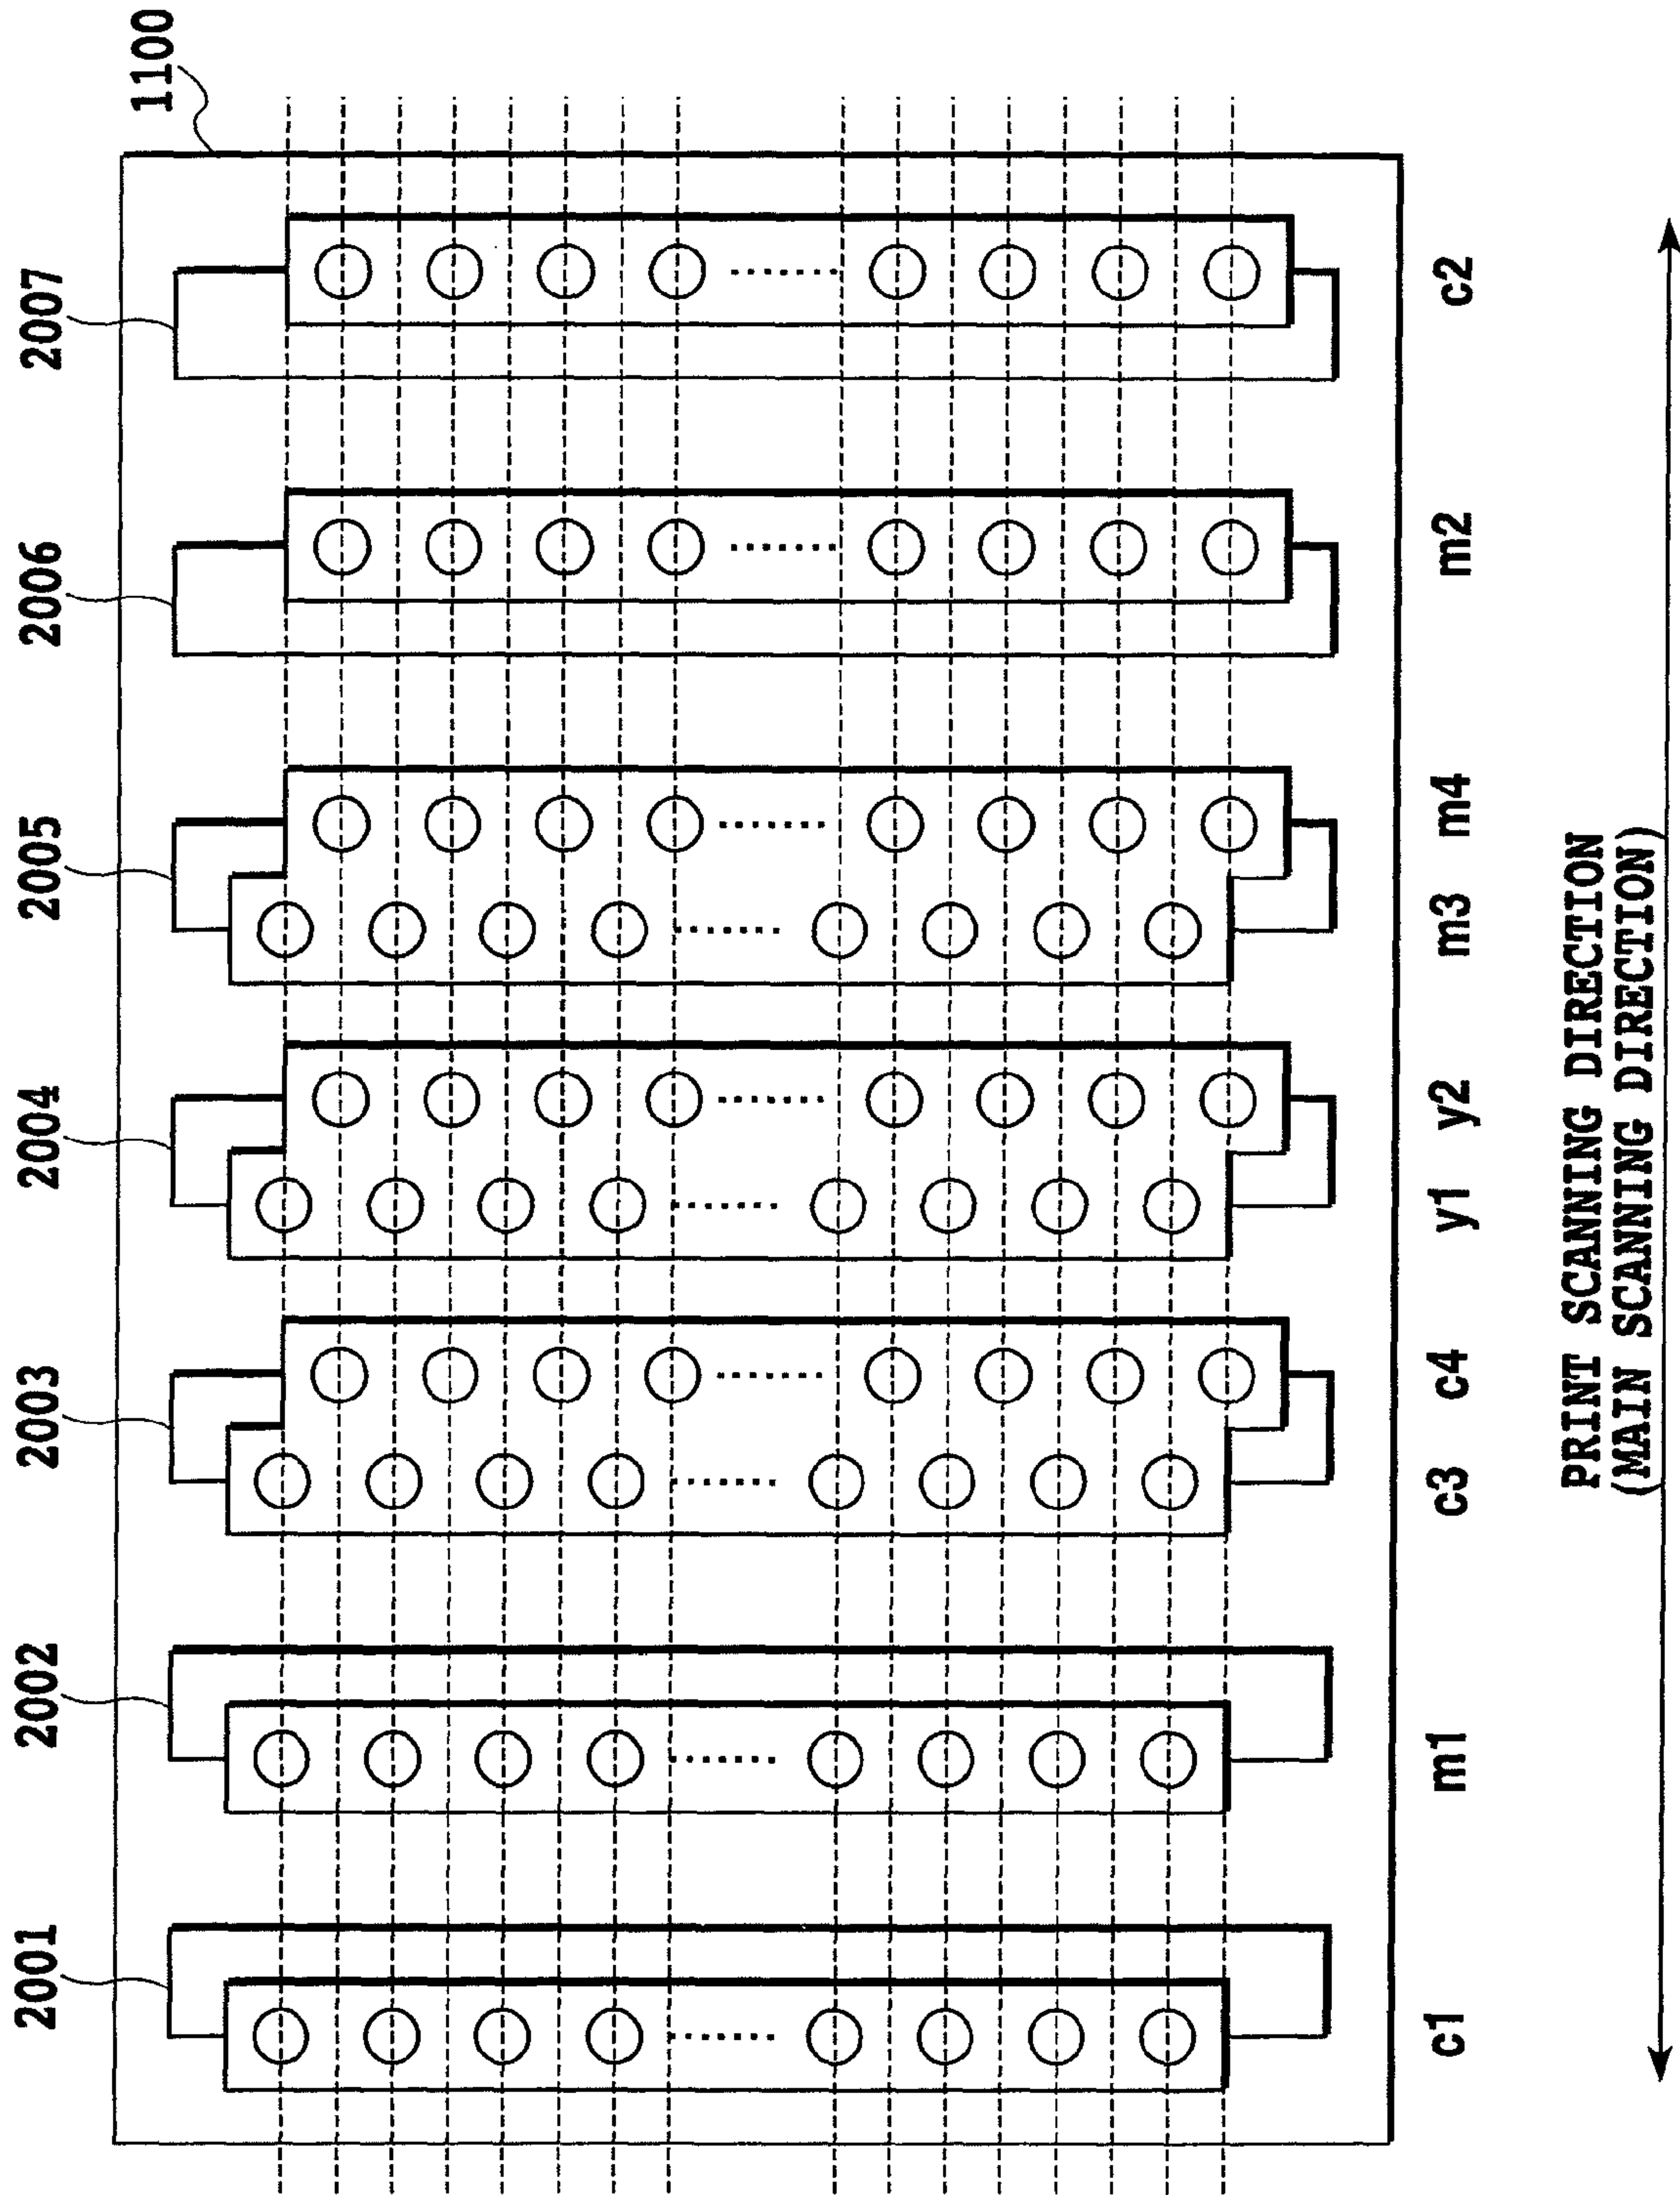 1100
2001 2002 2003 2004 2005 2006 2007
c1 m1 c3 c4 y1 y2 m3 m4 m2 c2
PRINT SCANNING DIRECTION
(MAIN SCANNING DIRECTION)